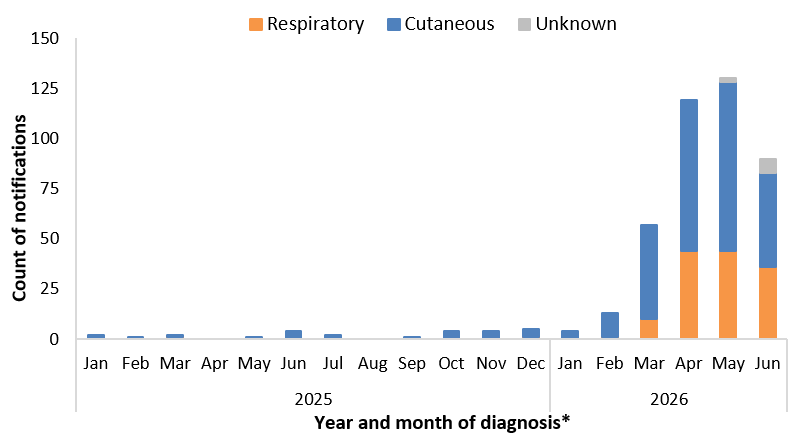 Respiratory Cutaneous Unknown
150
125
100
75
50
25
0
Count of notifications
Jan Feb Mar Apr May Jun Jul Aug Sep Oct Nov Dec Jan Feb Mar Apr May Jun
2025 2026
Year and month of diagnosis*